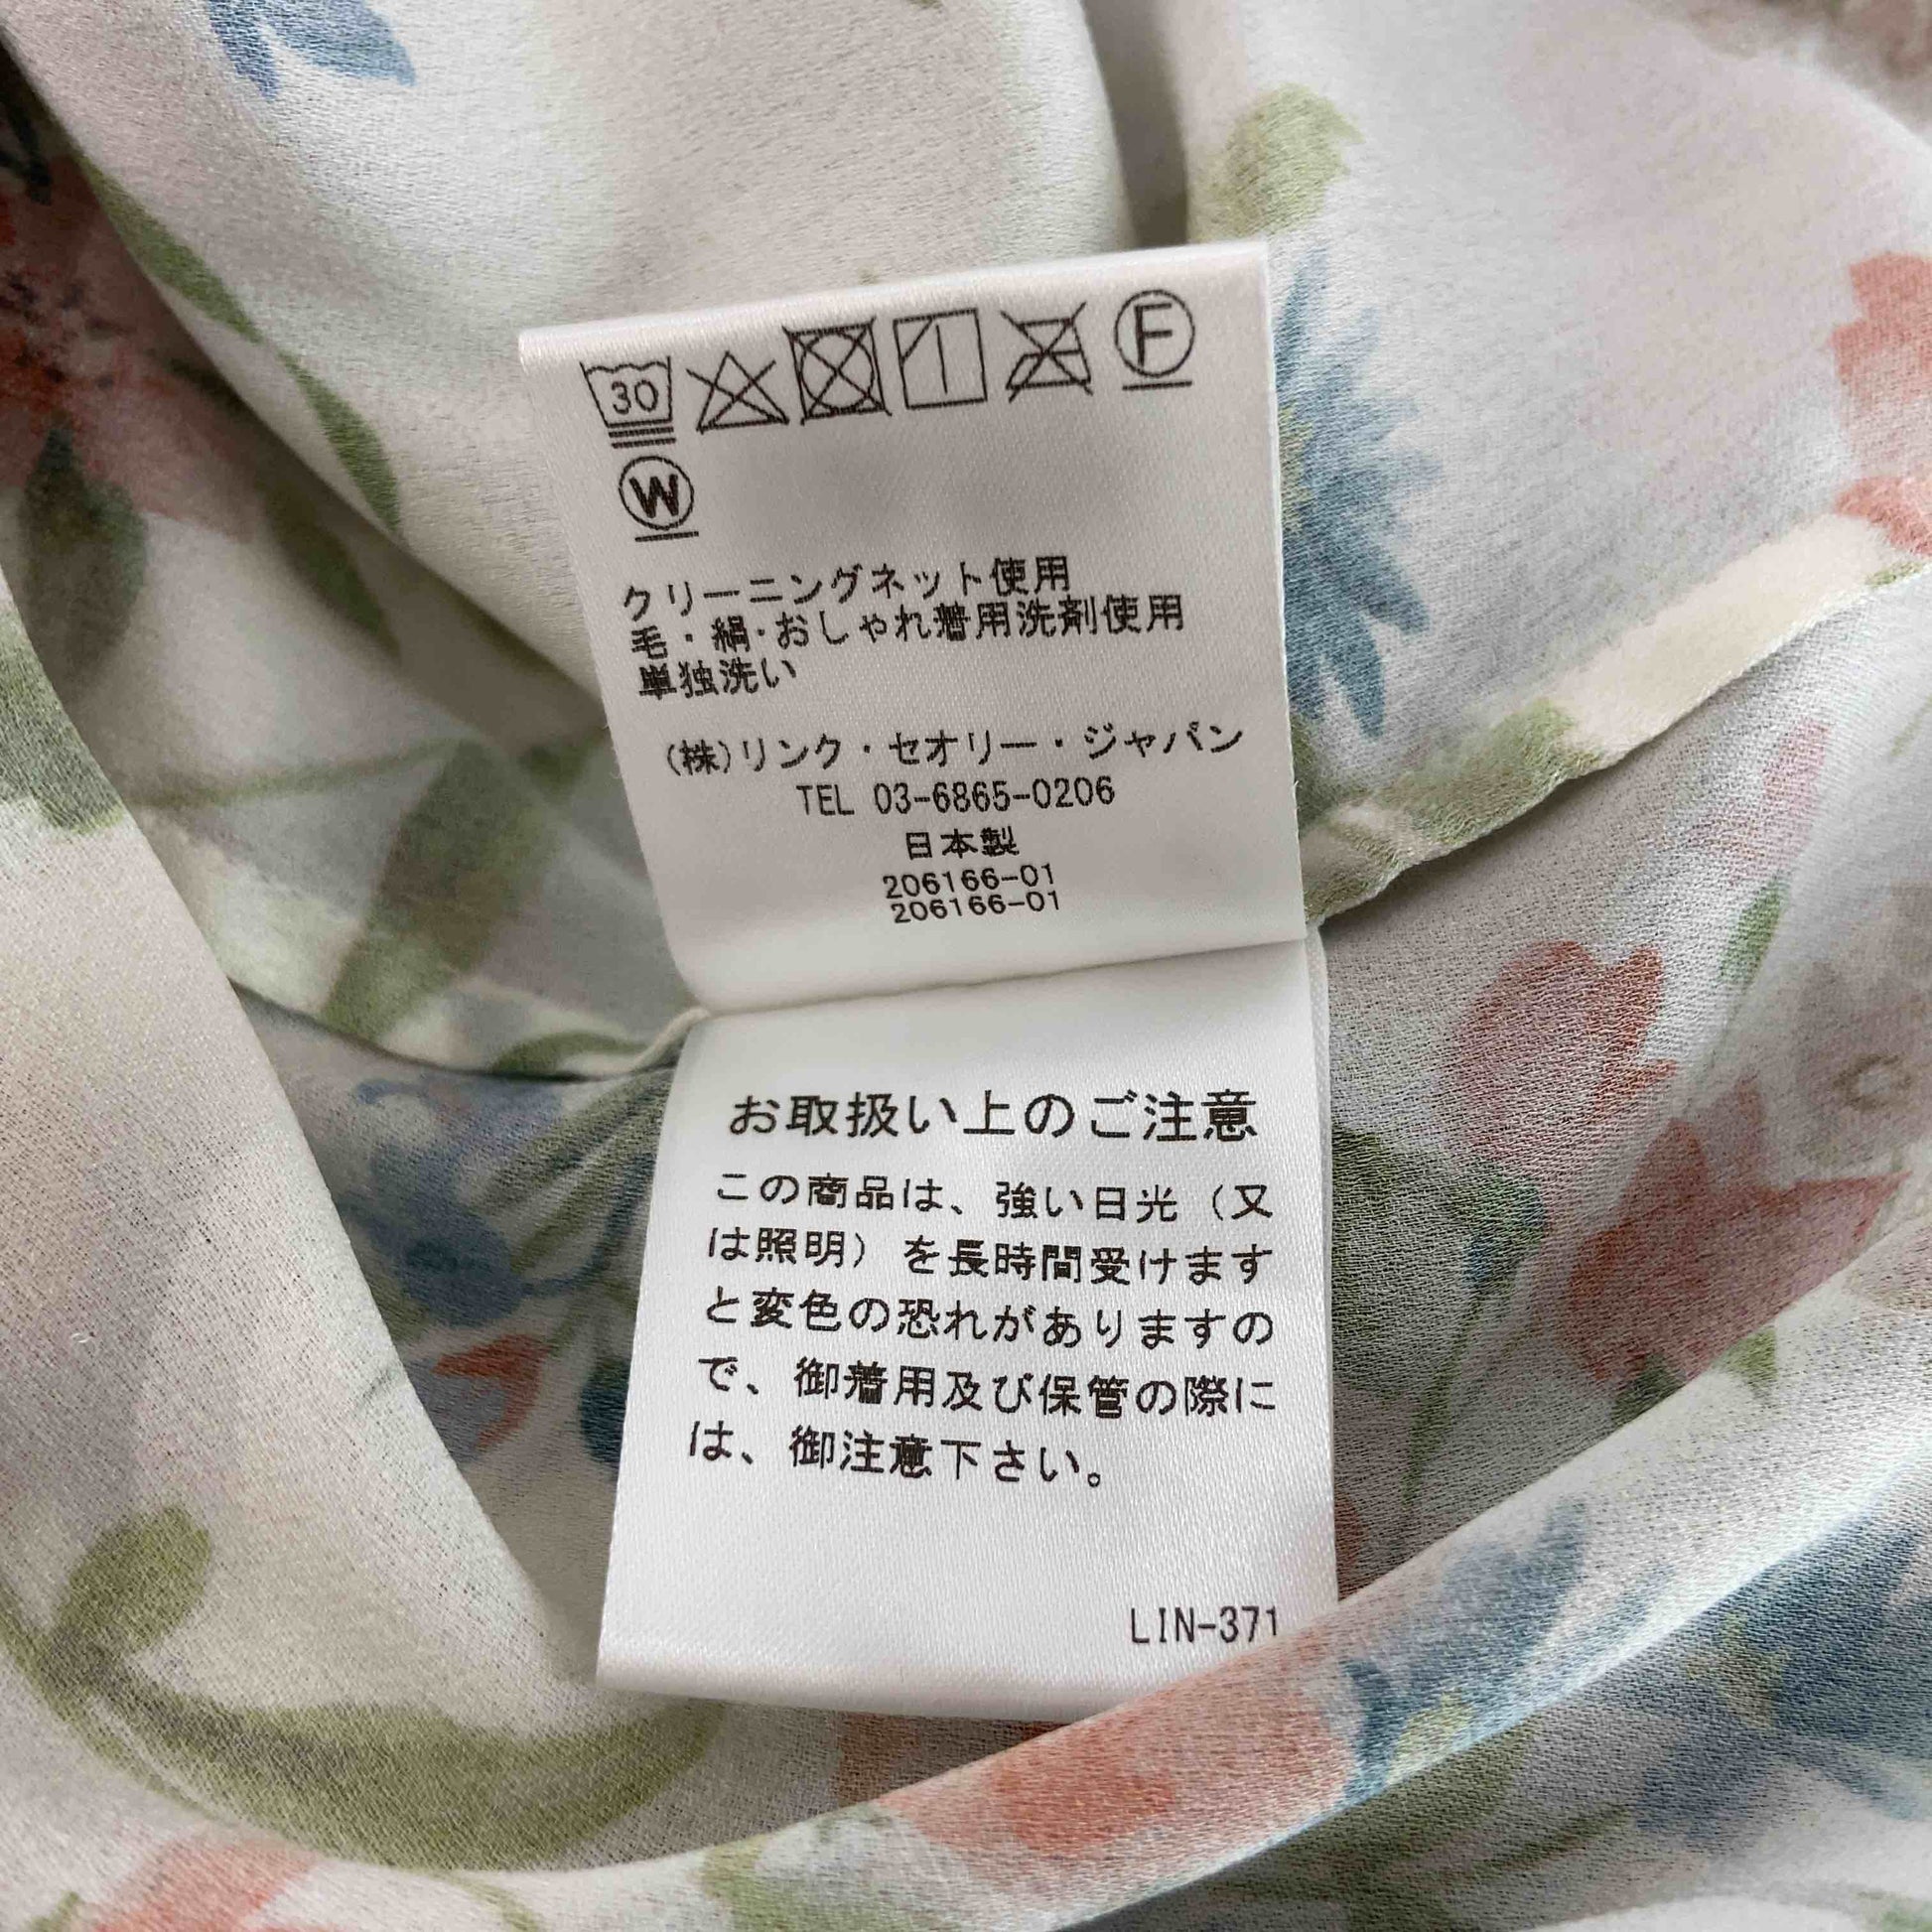 30
F
W
クリーニングネット使用
毛・絹・おしゃれ着用洗剤使用
単独洗い
(株)リンク・セオリー・ジャパン
TEL 03-6865-0206
日本製
206166-01
206166-01
お取扱い上のご注意
この商品は、強い日光（又
は照明）を長時間受けます
と変色の恐れがありますの
で、御着用及び保管の際に
は、御注意下さい。
LIN-371